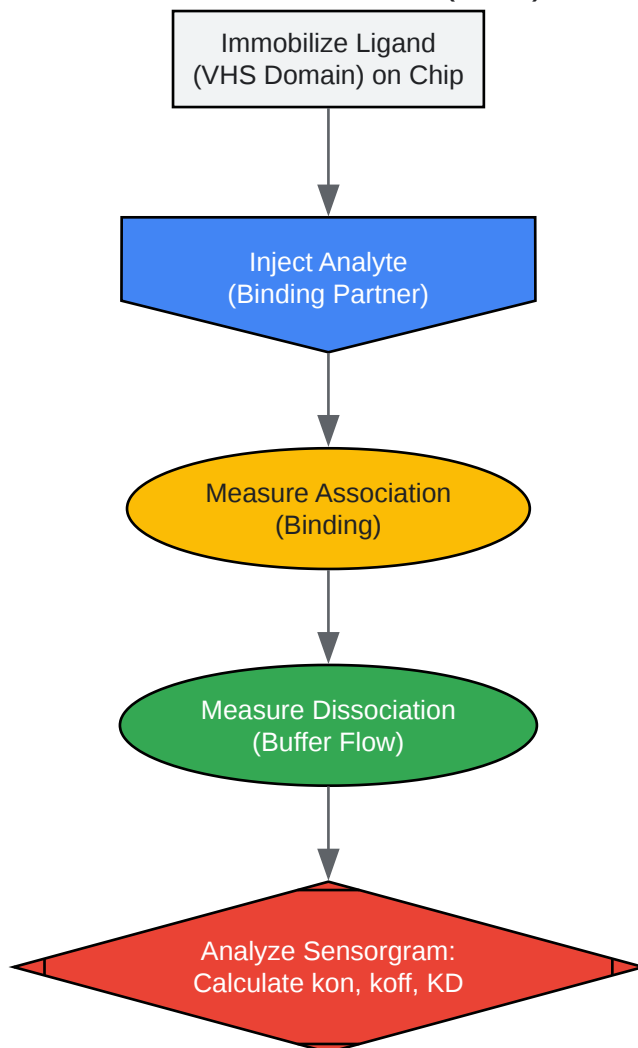 Immobilize Ligand
(VHS Domain) on Chip
Inject Analyte
(Binding Partner)
Measure Association
(Binding)
Measure Dissociation
(Buffer Flow)
Analyze Sensorgram:
Calculate kon, koff, KD